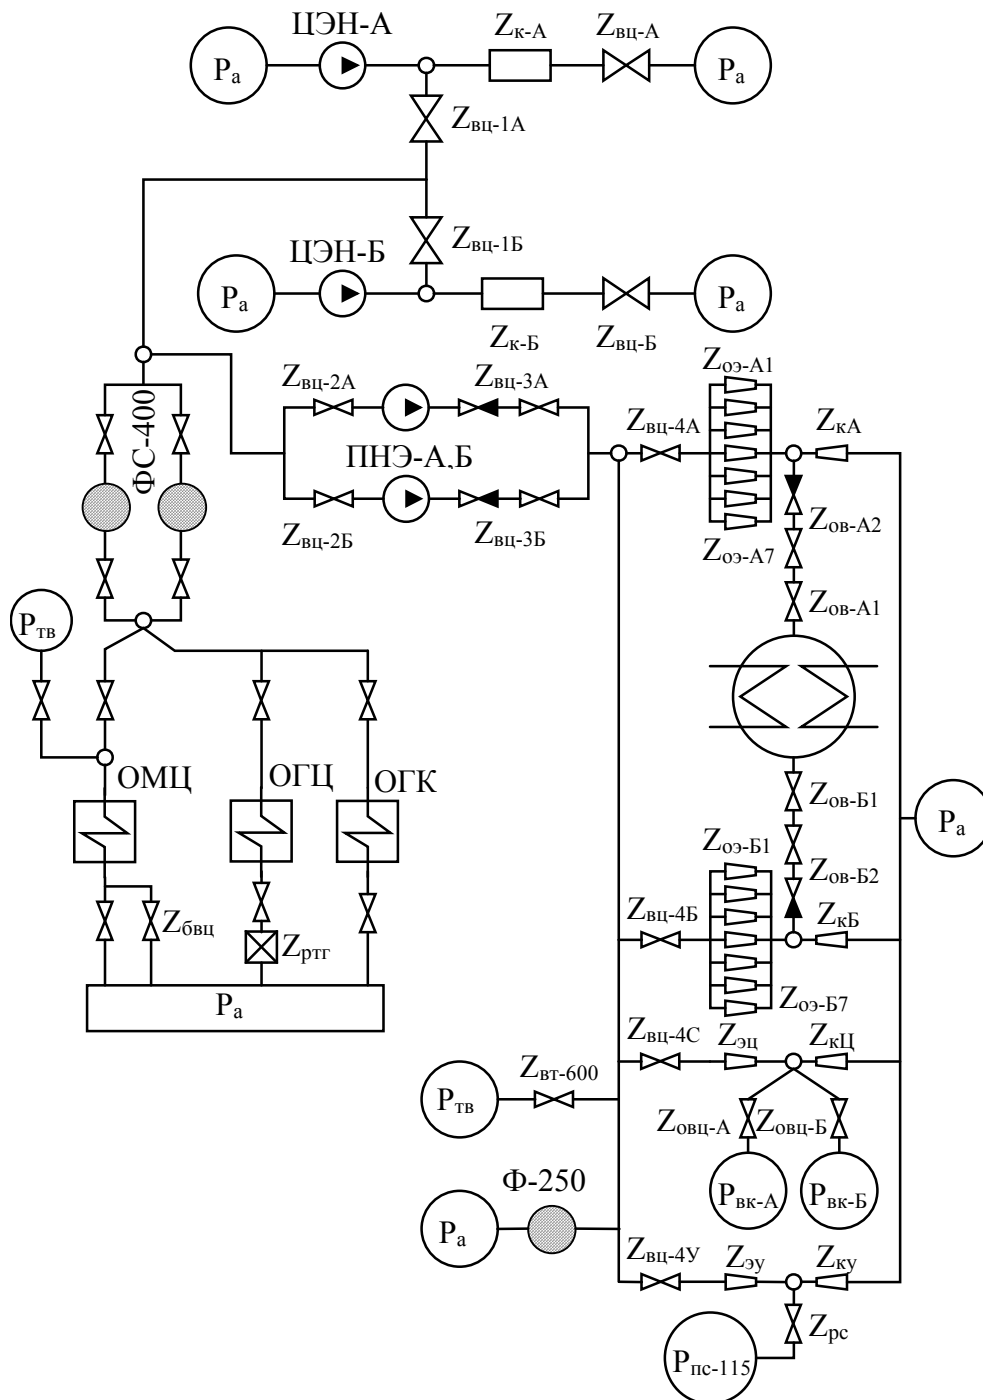 ЦЭН-А
Zк-А
Zвц-А
Pа
Pа
Zвц-1А
Zвц-1Б
ЦЭН-Б
Pа
Pа
Zк-Б
Zвц-Б
Zоэ-А1
Zвц-2А
Zвц-3А
Zвц-4А
ZкА
ФС-400
ПНЭ-А,Б
Zвц-2Б
Zвц-3Б
Zоэ-А7
Zов-А2
Zов-А1
Pтв
ОМЦ
ОГЦ
ОГК
Zов-Б1
Pа
Zоэ-Б1
Zов-Б2
Zвц-4Б
ZкБ
Zбвц
Zртг
Pа
Zоэ-Б7
Zвц-4С
Zэц
ZкЦ
Zвт-600
Pтв
Zовц-А
Zовц-Б
Pвк-А
Pвк-Б
Ф-250
Pа
Zвц-4У
Zэу
Zку
Zрс
Pпс-115